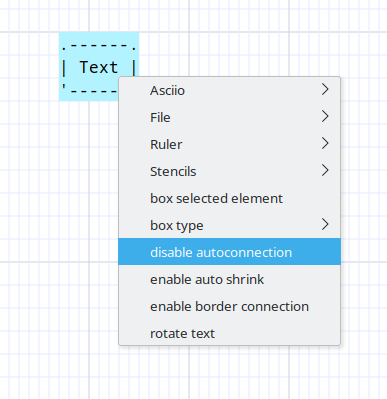 .------.
| Text |
'-----
Asciio
File
Ruler
Stencils
box selected element
box type
disable autoconnection
enable auto shrink
enable border connection
rotate text